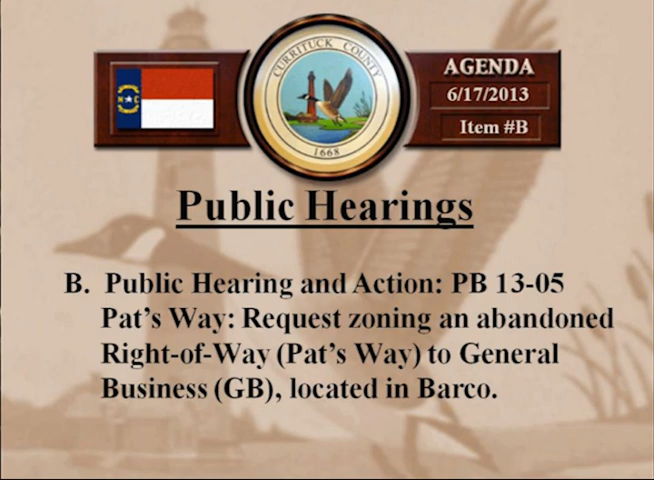 N C
CURRITUCK COUNTY
1668
AGENDA
6/17/2013
Item #B
Public Hearings
B. Public Hearing and Action: PB 13-05
Pat's Way: Request zoning an abandoned
Right-of-Way (Pat's Way) to General
Business (GB), located in Barco.